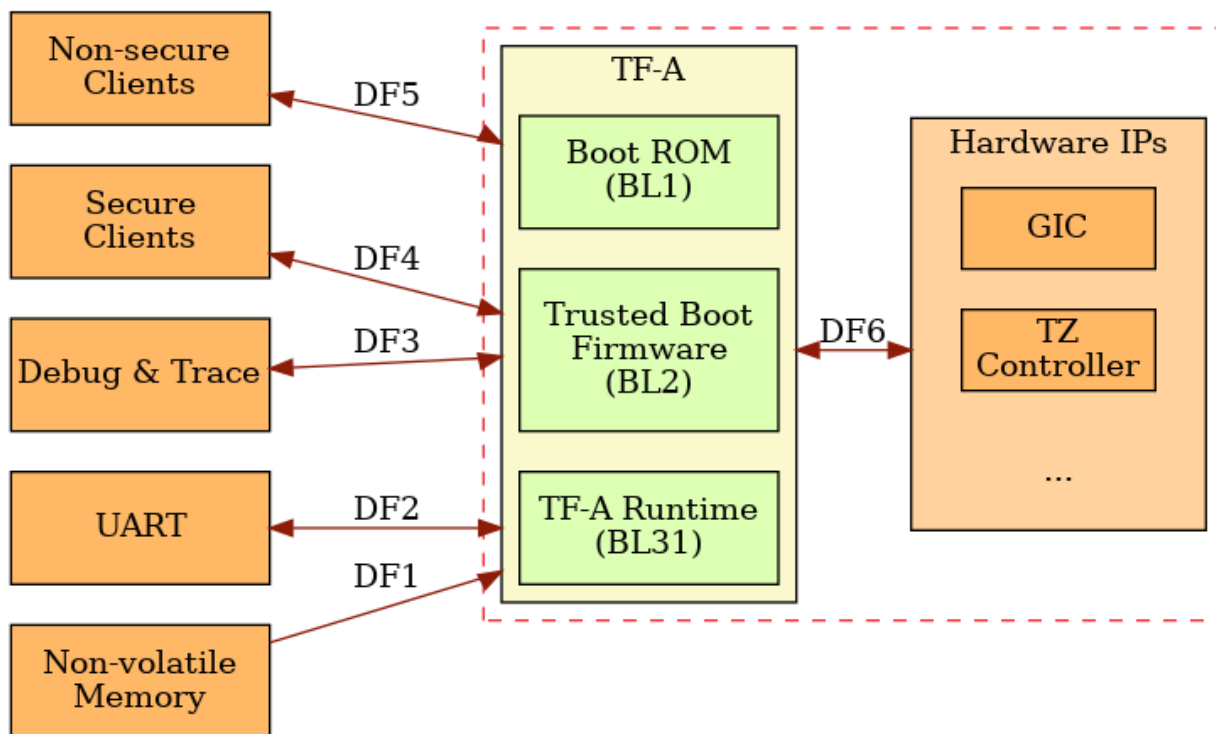 Non-secure
Clients
DF5
Secure
Clients
DF4
Debug & Trace
DF3
UART
DF2
Non-volatile
Memory
DF1
TF-A
Boot ROM
(BL1)
Trusted Boot
Firmware
(BL2)
TF-A Runtime
(BL31)
DF6
Hardware IPs
GIC
TZ
Controller
...